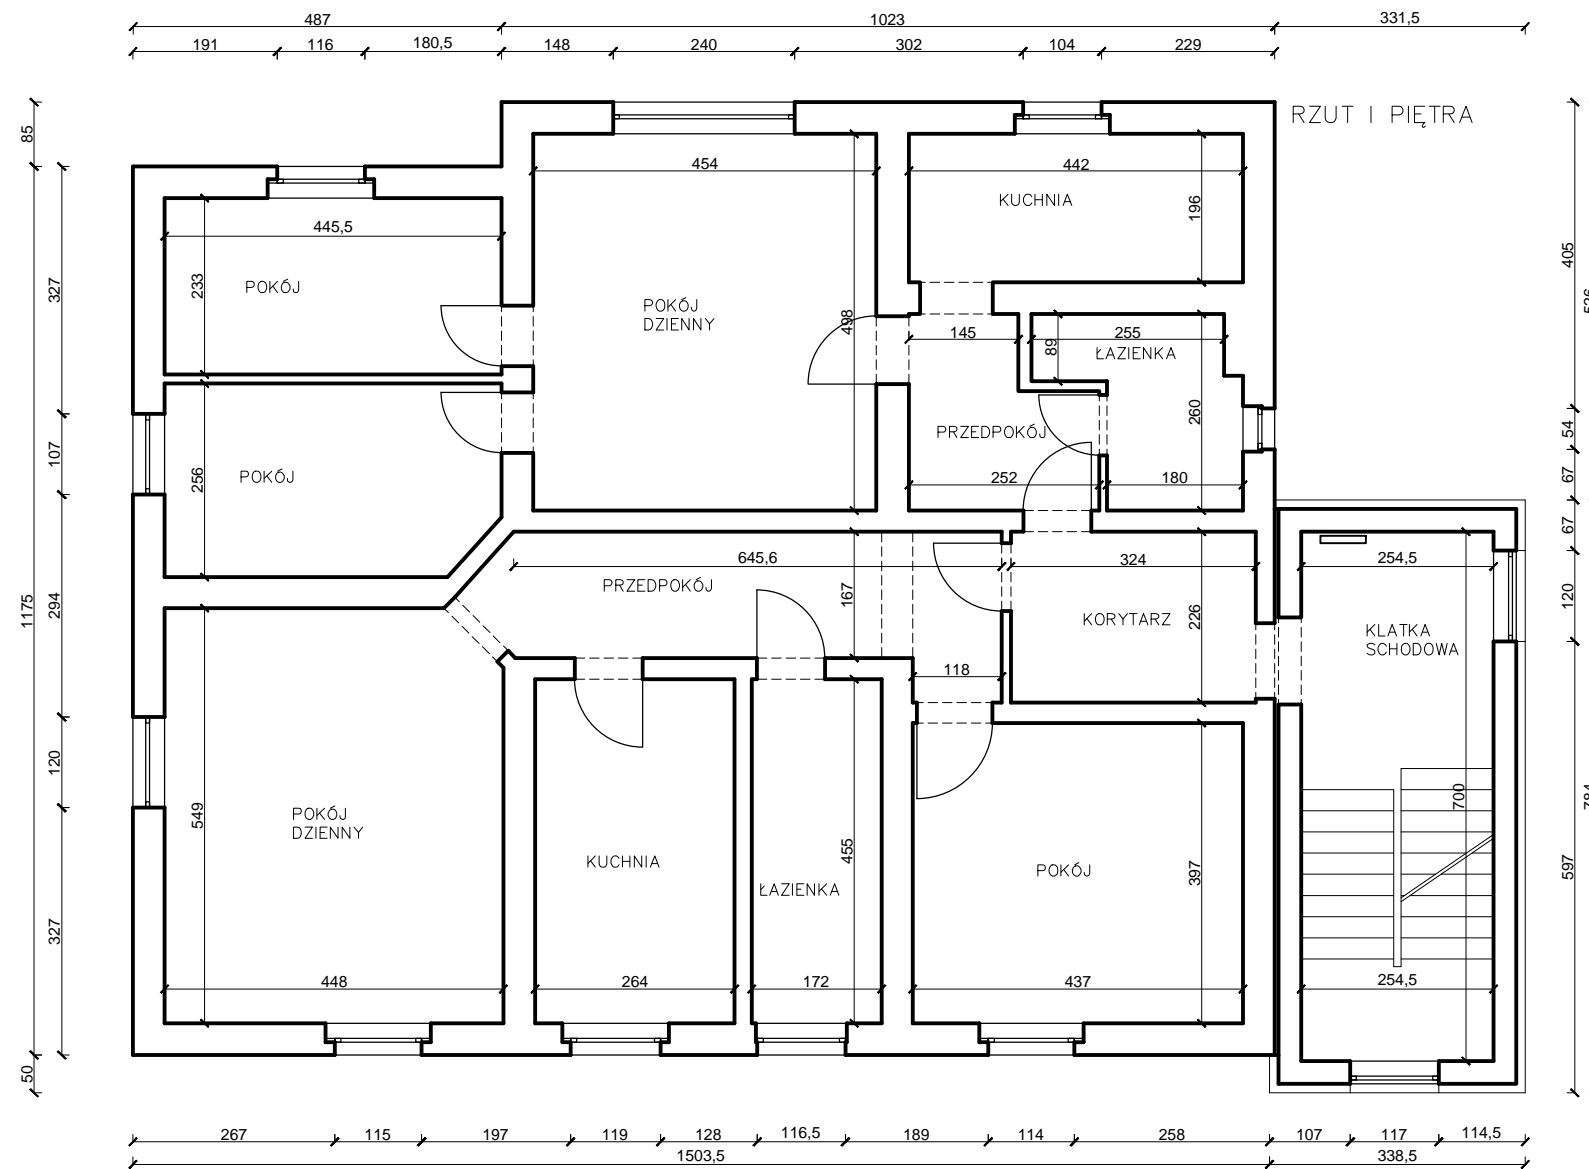 487 1023 331,5
191 116 180,5 148 240 302 104 229
RZUT I PIĘTRA
85
327
107
294
120
327
1175
50
405
54
67
67
120
597
454
498
POKÓJ
DZIENNY
442
196
KUCHNIA
445,5
233
POKÓJ
256
POKÓJ
145
89
255
ŁAZIENKA
260
180
PRZEDPOKÓJ
252
645,6
PRZEDPOKÓJ
167
118
324
KORYTARZ
226
254,5
KLATKA
SCHODOWA
700
254,5
POKÓJ
DZIENNY
549
448
KUCHNIA
264
ŁAZIENKA
455
172
POKÓJ
397
437
267 115 197 119 128 116,5 189 114 258 107 117 114,5
1503,5 338,5